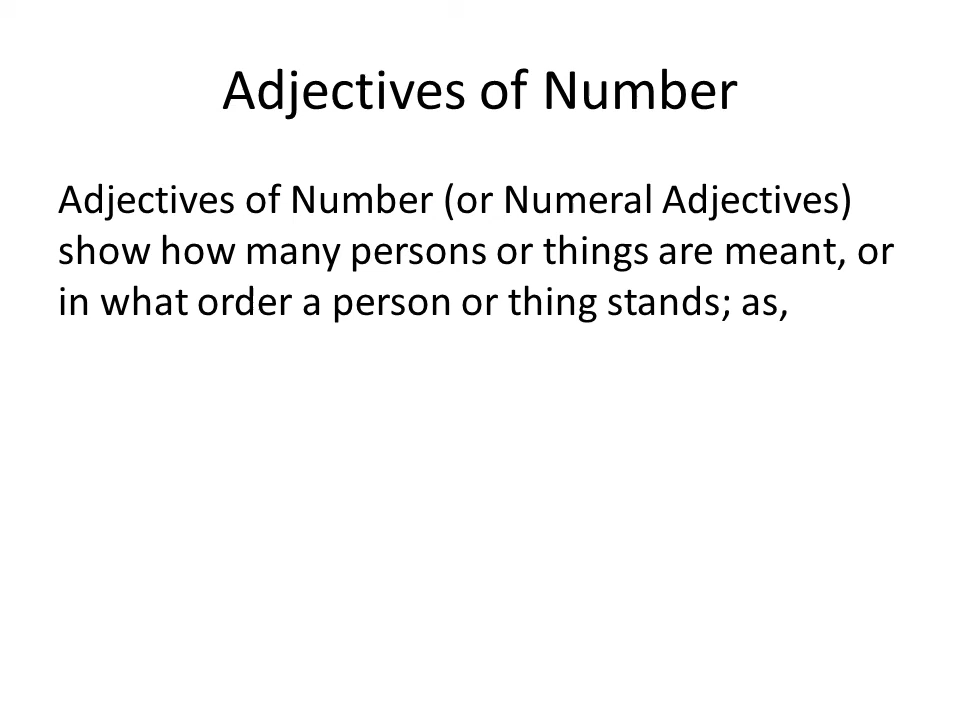 Adjectives of Number
Adjectives of Number (or Numeral Adjectives)
show how many persons or things are meant, or
in what order a person or thing stands; as,